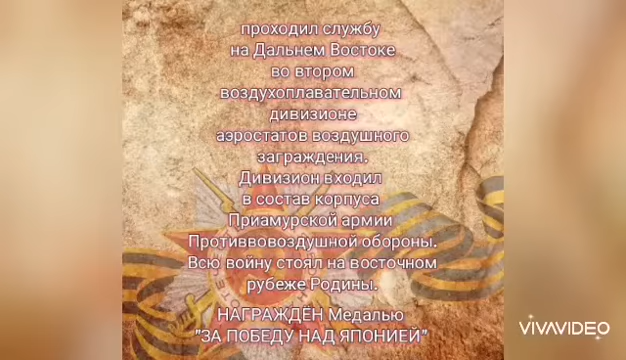 проходил службу
на Дальнем Востоке
во втором
воздухоплавательном
дивизионе
аэростатов воздушного
заграждения.
Дивизион входил
в состав корпуса
Приамурской армии
Противвовоздушной обороны.
Всю войну стоял на восточном
рубеже Родины.
НАГРАЖДЁН Медалью
"ЗА ПОБЕДУ НАД ЯПОНИЕЙ"
VIVAVIDEO